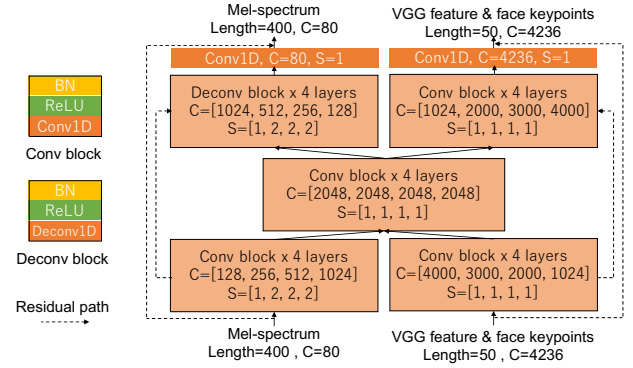 Mel-spectrum
Length=400, C=80
VGG feature & face keypoints
Length=50, C=4236
Conv1D, C=80, S=1
Conv1D, C=4236, S=1
BN
ReLU
Conv1D
Conv block
Deconv block x 4 layers
C=[1024, 512, 256, 128]
S=[1, 2, 2, 2]
Conv block x 4 layers
C=[1024, 2000, 3000, 4000]
S=[1, 1, 1, 1]
Conv block x 4 layers
C=[2048, 2048, 2048, 2048]
S=[1, 1, 1, 1]
BN
ReLU
Deconv1D
Deconv block
Conv block x 4 layers
C=[128, 256, 512, 1024]
S=[1, 2, 2, 2]
Conv block x 4 layers
C=[4000, 3000, 2000, 1024]
S=[1, 1, 1, 1]
Residual path
Mel-spectrum
Length=400 , C=80
VGG feature & face keypoints
Length=50 , C=4236